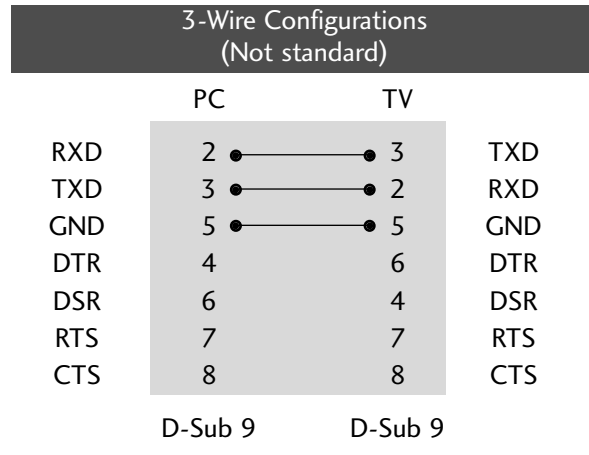 3-Wire Configurations
(Not standard)
PC TV
RXD 2 3 TXD
TXD 3 2 RXD
GND 5 5 GND
DTR 4 6 DTR
DSR 6 4 DSR
RTS 7 7 RTS
CTS 8 8 CTS
D-Sub 9 D-Sub 9